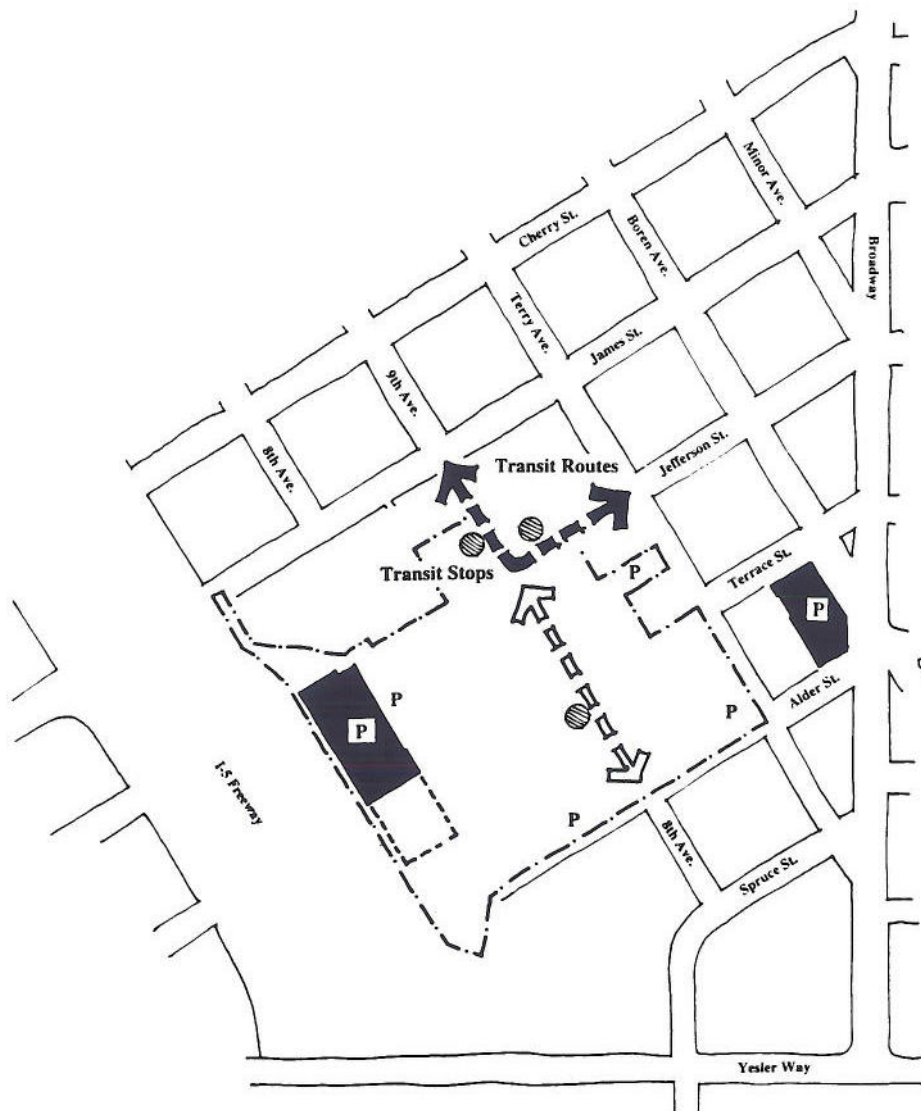 Minor Ave.
Cherry St.
Boren Ave.
Broadway
Terry Ave.
James St.
9th Ave.
8th Ave.
Transit Routes
Jefferson St.
Transit Stops
Terrace St.
P
P
P
Alder St.
P
P
P
I-5 Freeway
8th Ave.
Spruce St.
Yesler Way